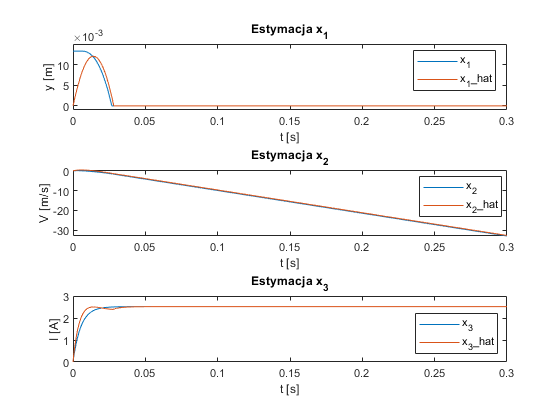 Estymacja x1
×10-3
y [m]
10
5
0
x1
x1_hat
0 0.05 0.1 0.15 0.2 0.25 0.3
t [s]
Estymacja x2
V [m/s]
0
-10
-20
-30
x2
x2_hat
0 0.05 0.1 0.15 0.2 0.25 0.3
t [s]
Estymacja x3
I [A]
3
2
1
0
x3
x3_hat
0 0.05 0.1 0.15 0.2 0.25 0.3
t [s]